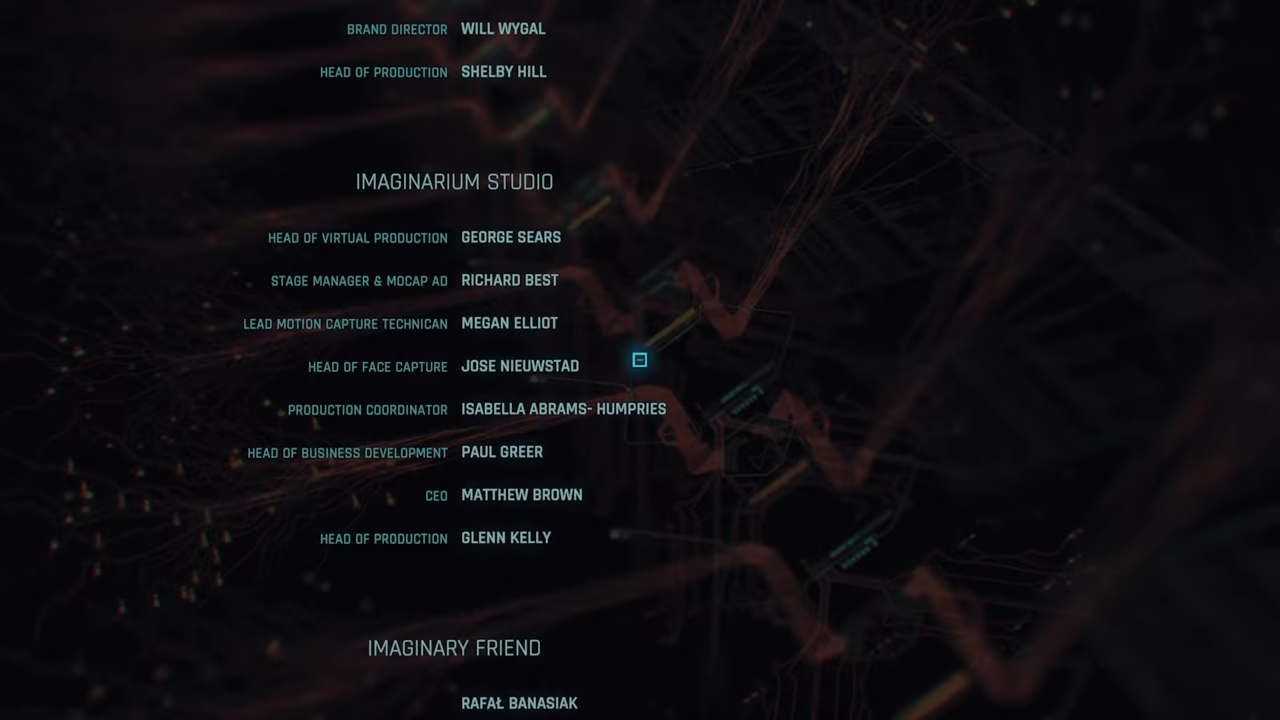 BRAND DIRECTOR WILL WYGAL
HEAD OF PRODUCTION SHELBY HILL
IMAGINARIUM STUDIO
HEAD OF VIRTUAL PRODUCTION GEORGE SEARS
STAGE MANAGER & MOCAP AD RICHARD BEST
LEAD MOTION CAPTURE TECHNICAN MEGAN ELLIOT
HEAD OF FACE CAPTURE JOSE NIEUWSTAD
PRODUCTION COORDINATOR ISABELLA ABRAMS- HUMPRIES
HEAD OF BUSINESS DEVELOPMENT PAUL GREER
CEO MATTHEW BROWN
HEAD OF PRODUCTION GLENN KELLY
IMAGINARY FRIEND
RAFAŁ BANASIAK